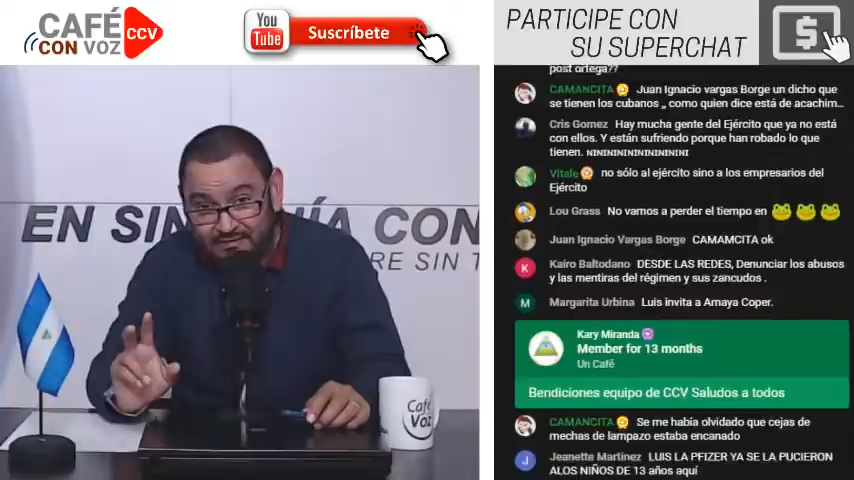 CAFÉ
CON VOZ
CCV
You
Tube
Suscríbete
PARTICIPE CON
SU SUPERCHAT
$
EN SIN
ÍA CON
RE SIN T
Café
Voz
post ortega??
CAMANCITA Juan Ignacio vargas Borge un dicho que
se tienen los cubanos ,, como quien dice está de acachim…
Cris Gomez Hay mucha gente del Ejército que ya no está
con ellos. Y están sufriendo porque han robado lo que
tienen. NINININININININININI
Vitale no sólo al ejército sino a los empresarios del
Ejército
Lou Grass No vamos a perder el tiempo en
Juan Ignacio Vargas Borge CAMAMCITA ok
K
Kairo Baltodano DESDE LAS REDES, Denunciar los abusos
y las mentiras del régimen y sus zancudos .
M
Margarita Urbina Luis invita a Amaya Coper.
Kary Miranda
Member for 13 months
Un Café
Bendiciones equipo de CCV Saludos a todos
CAMANCITA Se me había olvidado que cejas de
mechas de lampazo estaba encanado
J
Jeanette Martinez LUIS LA PFIZER YA SE LA PUCIERON
ALOS NIÑOS DE 13 años aquí